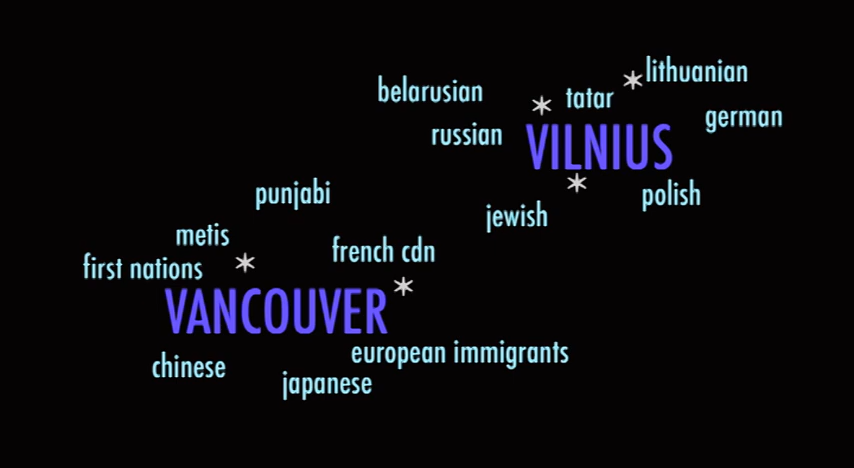 lithuanian
belarusian
* tatar *
german
russian
VILNIUS
*
polish
punjabi
jewish
metis
french cdn
first nations *
*
VANCOUVER
european immigrants
chinese
japanese